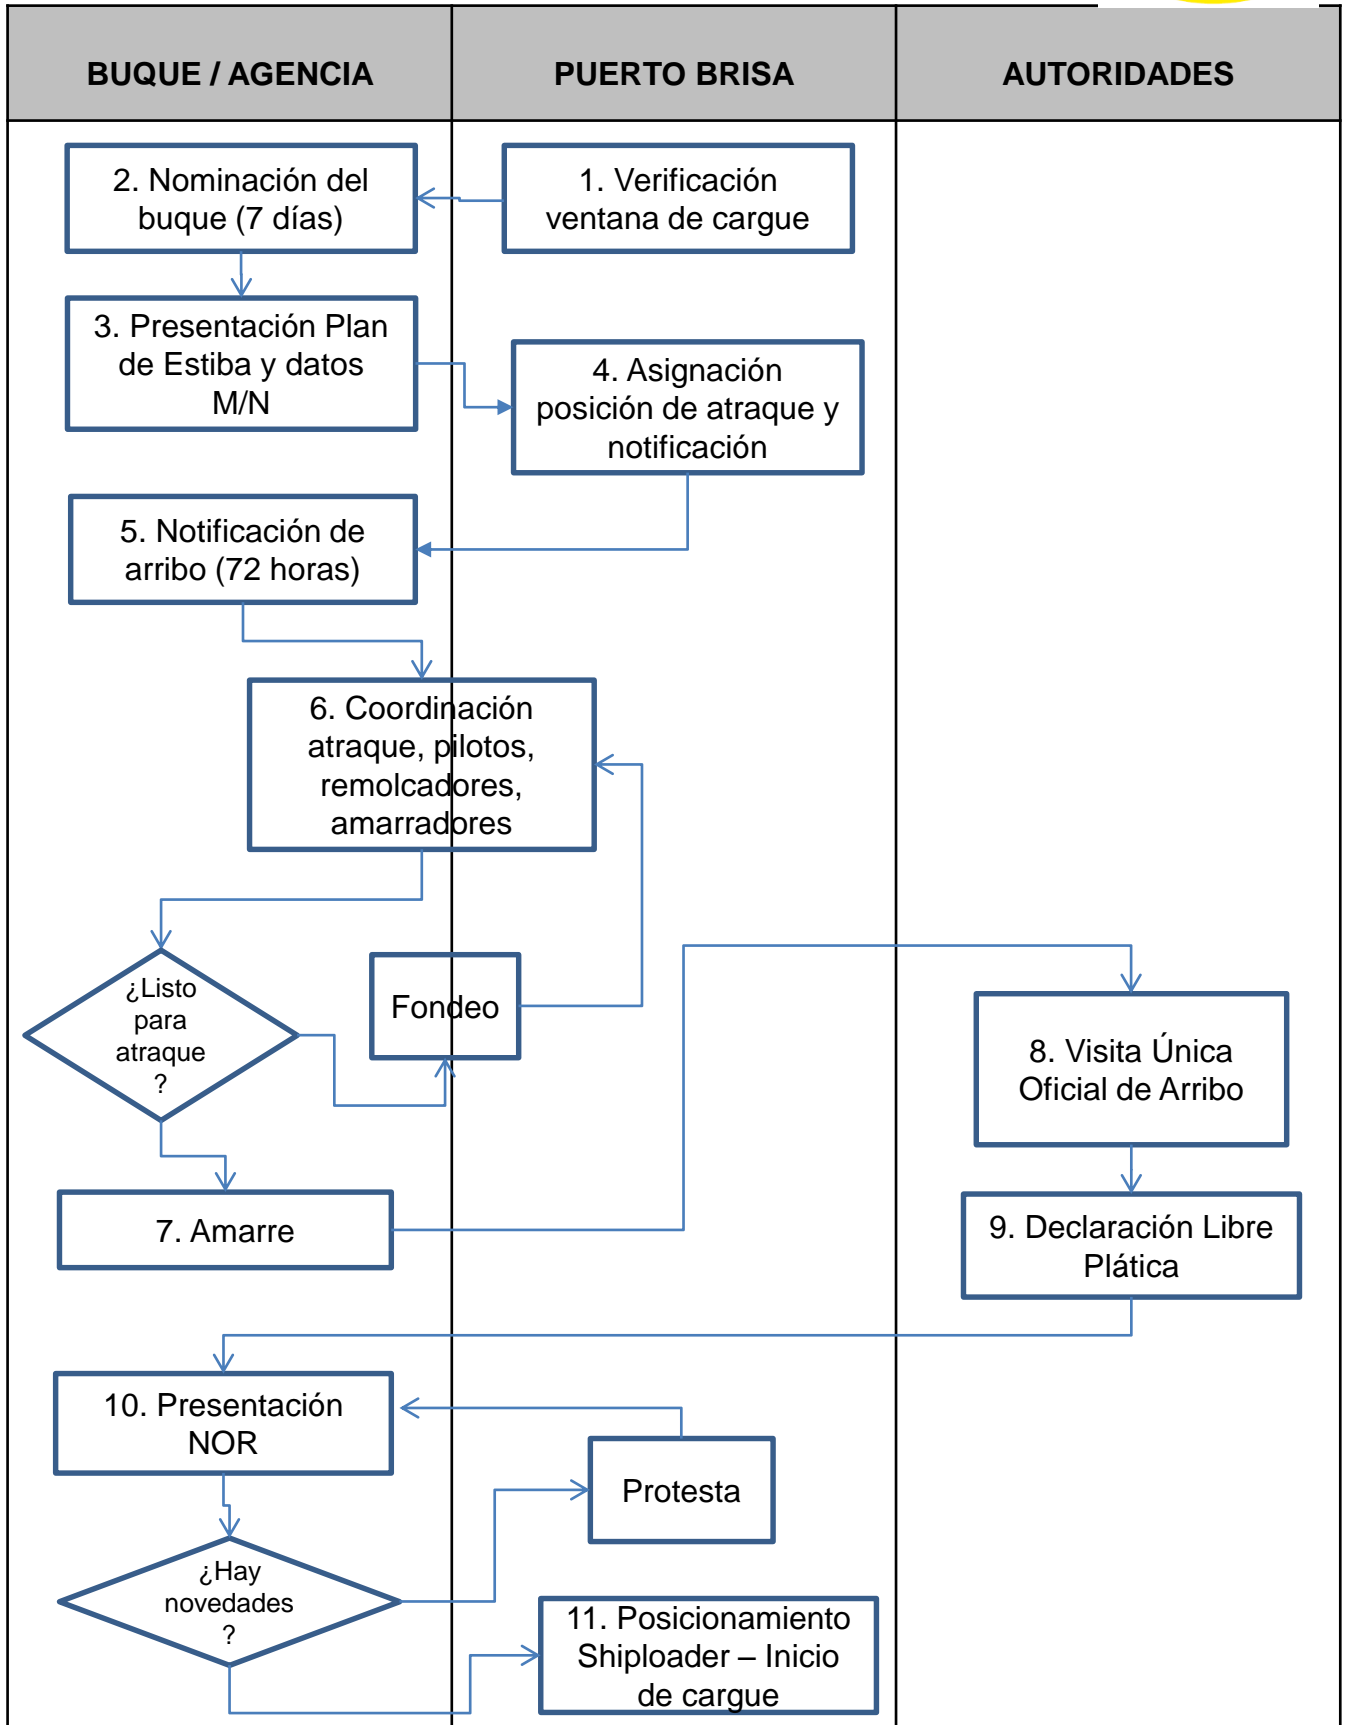 BUQUE / AGENCIA
PUERTO BRISA
AUTORIDADES
2. Nominación del
buque (7 días)
1. Verificación
ventana de cargue
3. Presentación Plan
de Estiba y datos
M/N
4. Asignación
posición de atraque y
notificación
5. Notificación de
arribo (72 horas)
6. Coordinación
atraque, pilotos,
remolcadores,
amarradores
¿Listo
para
atraque
?
Fondeo
8. Visita Única
Oficial de Arribo
7. Amarre
9. Declaración Libre
Plática
10. Presentación
NOR
Protesta
¿Hay
novedades
?
11. Posicionamiento
Shiploader – Inicio
de cargue